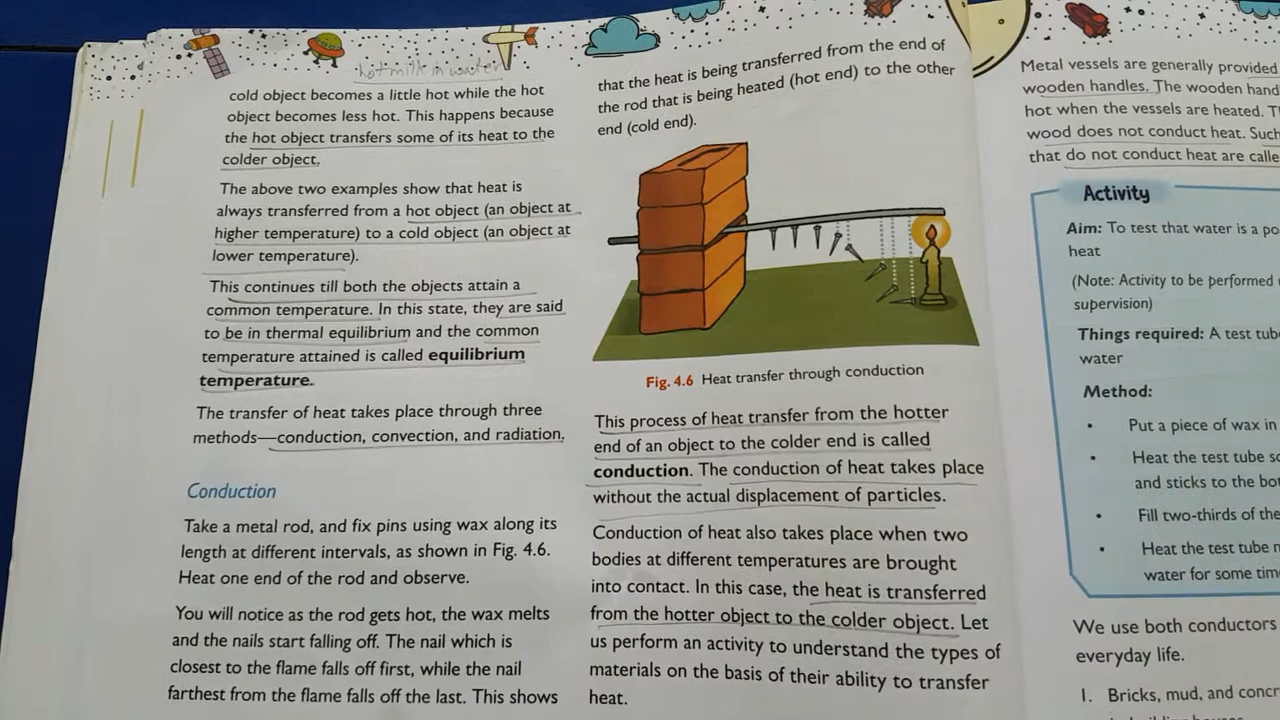 hot milk in water
cold object becomes a little hot while the hot
object becomes less hot. This happens because
the hot object transfers some of its heat to the
colder object.
The above two examples show that heat is
always transferred from a hot object (an object at
higher temperature) to a cold object (an object at
lower temperature).
This continues till both the objects attain a
common temperature. In this state, they are said
to be in thermal equilibrium and the common
temperature attained is called equilibrium
temperature.
The transfer of heat takes place through three
methods—conduction, convection, and radiation.
Conduction
Take a metal rod, and fix pins using wax along its
length at different intervals, as shown in Fig. 4.6.
Heat one end of the rod and observe.
You will notice as the rod gets hot, the wax melts
and the nails start falling off. The nail which is
closest to the flame falls off first, while the nail
farthest from the flame falls off the last. This shows
that the heat is being transferred from the end of
the rod that is being heated (hot end) to the other
end (cold end).
Fig. 4.6 Heat transfer through conduction
This process of heat transfer from the hotter
end of an object to the colder end is called
conduction. The conduction of heat takes place
without the actual displacement of particles.
Conduction of heat also takes place when two
bodies at different temperatures are brought
into contact. In this case, the heat is transferred
from the hotter object to the colder object. Let
us perform an activity to understand the types of
materials on the basis of their ability to transfer
heat.
Metal vessels are generally provided
wooden handles. The wooden hand
hot when the vessels are heated. T
wood does not conduct heat. Such
that do not conduct heat are calle
Activity
Aim: To test that water is a po
heat
(Note: Activity to be performed
supervision)
Things required: A test tube
water
Method:
• Put a piece of wax in
• Heat the test tube so
and sticks to the bot
• Fill two-thirds of the
• Heat the test tube n
water for some time
We use both conductors
everyday life.
1. Bricks, mud, and concr